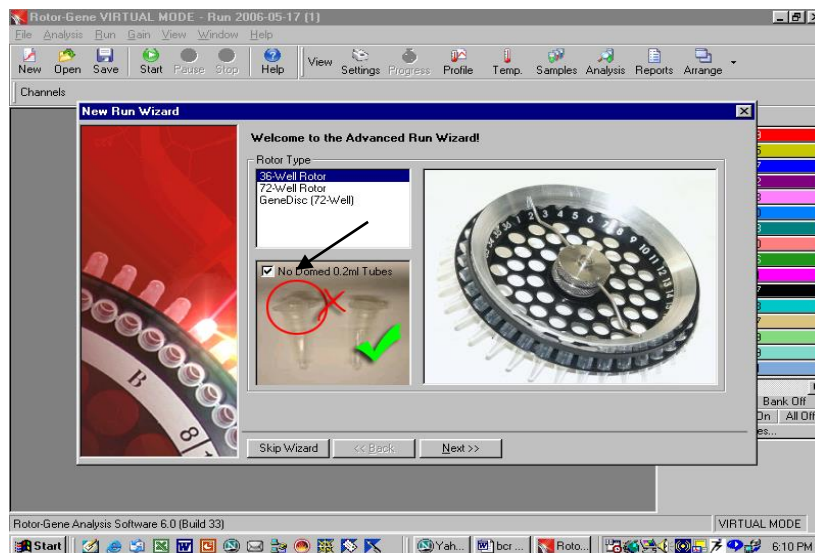 Rotor-Gene VIRTUAL MODE - Run 2006-05-17 (1)
File Analysis Run Gain View Window Help
New Open Save Start Pause Stop Help View Settings Progress Profile Temp. Samples Analysis Reports Arrange
Channels
New Run Wizard
Welcome to the Advanced Run Wizard!
Rotor Type
36-Well Rotor
72-Well Rotor
GeneDisc (72-Well)
No Domed 0.2ml Tubes
B
8
Bank Off
On All Off
es...
Skip Wizard << Back Next >>
Rotor-Gene Analysis Software 6.0 (Build 33) VIRTUAL MODE
Start Yah... bcr ... Roto... 6:10 PM